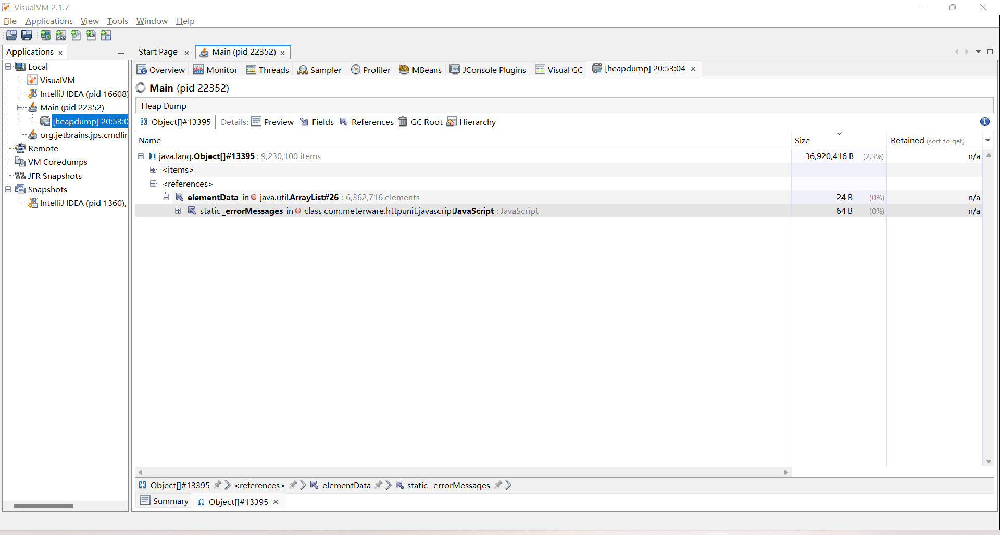 VisualVM 2.1.7
File Applications View Tools Window Help
Applications
Local
VisualVM
IntelliJ IDEA (pid 16608)
Main (pid 22352)
[heapdump] 20:53:0
org.jetbrains.jps.cmdlin
Remote
VM Coredumps
JFR Snapshots
Snapshots
IntelliJ IDEA (pid 1360),
Start Page Main (pid 22352)
Overview Monitor Threads Sampler Profiler MBeans JConsole Plugins Visual GC [heapdump] 20:53:04
Main (pid 22352)
Heap Dump
Object[]#13395 Details: Preview Fields References GC Root Hierarchy
Name Size Retained (sort to get)
java.lang.Object[]#13395 : 9,230,100 items 36,920,416 B (2.3%) n/a
<items>
<references>
elementData in java.util.ArrayList#26 : 6,362,716 elements 24 B (0%) n/a
static _errorMessages in class com.meterware.httpunit.javascript.JavaScript : JavaScript 64 B (0%) n/a
Object[]#13395 <references> elementData static _errorMessages
Summary Object[]#13395